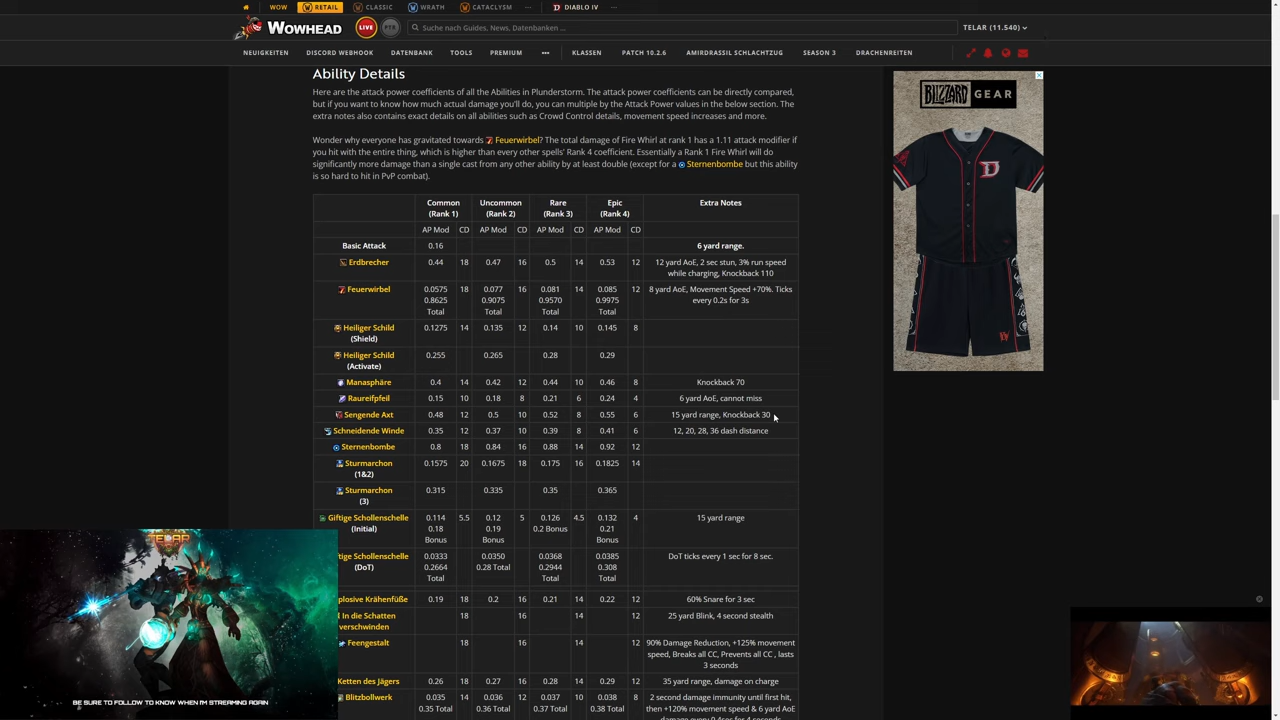 WOW RETAIL CLASSIC WRATH CATACLYSM ... DIABLO IV ...
WOWHEAD LIVE PTR Suche nach Guides, News, Datenbanken ... TELAR (11.540)
NEUIGKEITEN DISCORD WEBHOOK DATENBANK TOOLS PREMIUM ••• KLASSEN PATCH 10.2.6 AMIRDRASSIL SCHLACHTZUG SEASON 3 DRACHENREITEN
Ability Details
Here are the attack power coefficients of all the Abilities in Plunderstorm. The attack power coefficients can be directly compared,
but if you want to know how much actual damage you'll do, you can multiple by the Attack Power values in the below section. The
extra notes also contains exact details on all abilities such as Crowd Control details, movement speed increases and more.
Wonder why everyone has gravitated towards Feuerwirbel? The total damage of Fire Whirl at rank 1 has a 1.11 attack modifier if
you hit with the entire thing, which is higher than every other spells' Rank 4 coefficient. Essentially a Rank 1 Fire Whirl will do
significantly more damage than a single cast from any other ability by at least double (except for a Sternenbombe but this ability
is so hard to hit in PvP combat).
Common Uncommon Rare Epic Extra Notes
(Rank 1) (Rank 2) (Rank 3) (Rank 4)
AP Mod CD AP Mod CD AP Mod CD AP Mod CD
Basic Attack 0.16 6 yard range.
Erdbrecher 0.44 18 0.47 16 0.5 14 0.53 12 12 yard AoE, 2 sec stun, 3% run speed
while charging, Knockback 110
Feuerwirbel 0.0575 18 0.077 16 0.081 14 0.085 12 8 yard AoE, Movement Speed +70%. Ticks
0.8625 0.9075 0.9570 0.9975 every 0.2s for 3s
Total Total Total Total
Heiliger Schild 0.1275 14 0.135 12 0.14 10 0.145 8
(Shield)
Heiliger Schild 0.255 0.265 0.28 0.29
(Activate)
Manasphäre 0.4 14 0.42 12 0.44 10 0.46 8 Knockback 70
Raureifpfeil 0.15 10 0.18 8 0.21 6 0.24 4 6 yard AoE, cannot miss
Sengende Axt 0.48 12 0.5 10 0.52 8 0.55 6 15 yard range, Knockback 30
Schneidende Winde 0.35 12 0.37 10 0.39 8 0.41 6 12, 20, 28, 36 dash distance
Sternenbombe 0.8 18 0.84 16 0.88 14 0.92 12
Sturmarchon 0.1575 20 0.1675 18 0.175 16 0.1825 14
(1&2)
Sturmarchon 0.315 0.335 0.35 0.365
(3)
Giftige Schollenschelle 0.114 5.5 0.12 5 0.126 4.5 0.132 4 15 yard range
(Initial) 0.18 0.19 0.2 Bonus 0.21
Bonus Bonus Bonus
ftige Schollenschelle 0.0333 0.0350 0.0368 0.0385 DoT ticks every 1 sec for 8 sec.
(DoT) 0.2664 0.28 Total 0.2944 0.308
Total Total Total
plosive Krähenfüße 0.19 18 0.2 16 0.21 14 0.22 12 60% Snare for 3 sec
In die Schatten 18 16 14 12 25 yard Blink, 4 second stealth
verschwinden
Feengestalt 18 16 14 12 90% Damage Reduction, +125% movement
speed, Breaks all CC, Prevents all CC , lasts
3 seconds
Ketten des Jägers 0.26 18 0.27 16 0.28 14 0.29 12 35 yard range, damage on charge
Blitzbollwerk 0.035 14 0.036 12 0.037 10 0.038 8 2 second damage immunity until first hit,
0.35 Total 0.36 Total 0.37 Total 0.38 Total then +120% movement speed & 6 yard AoE
damage every 0.4sec for 4 seconds
BLIZZARD GEAR
TELAR
BE SURE TO FOLLOW TO KNOW WHEN I'M STREAMING AGAIN